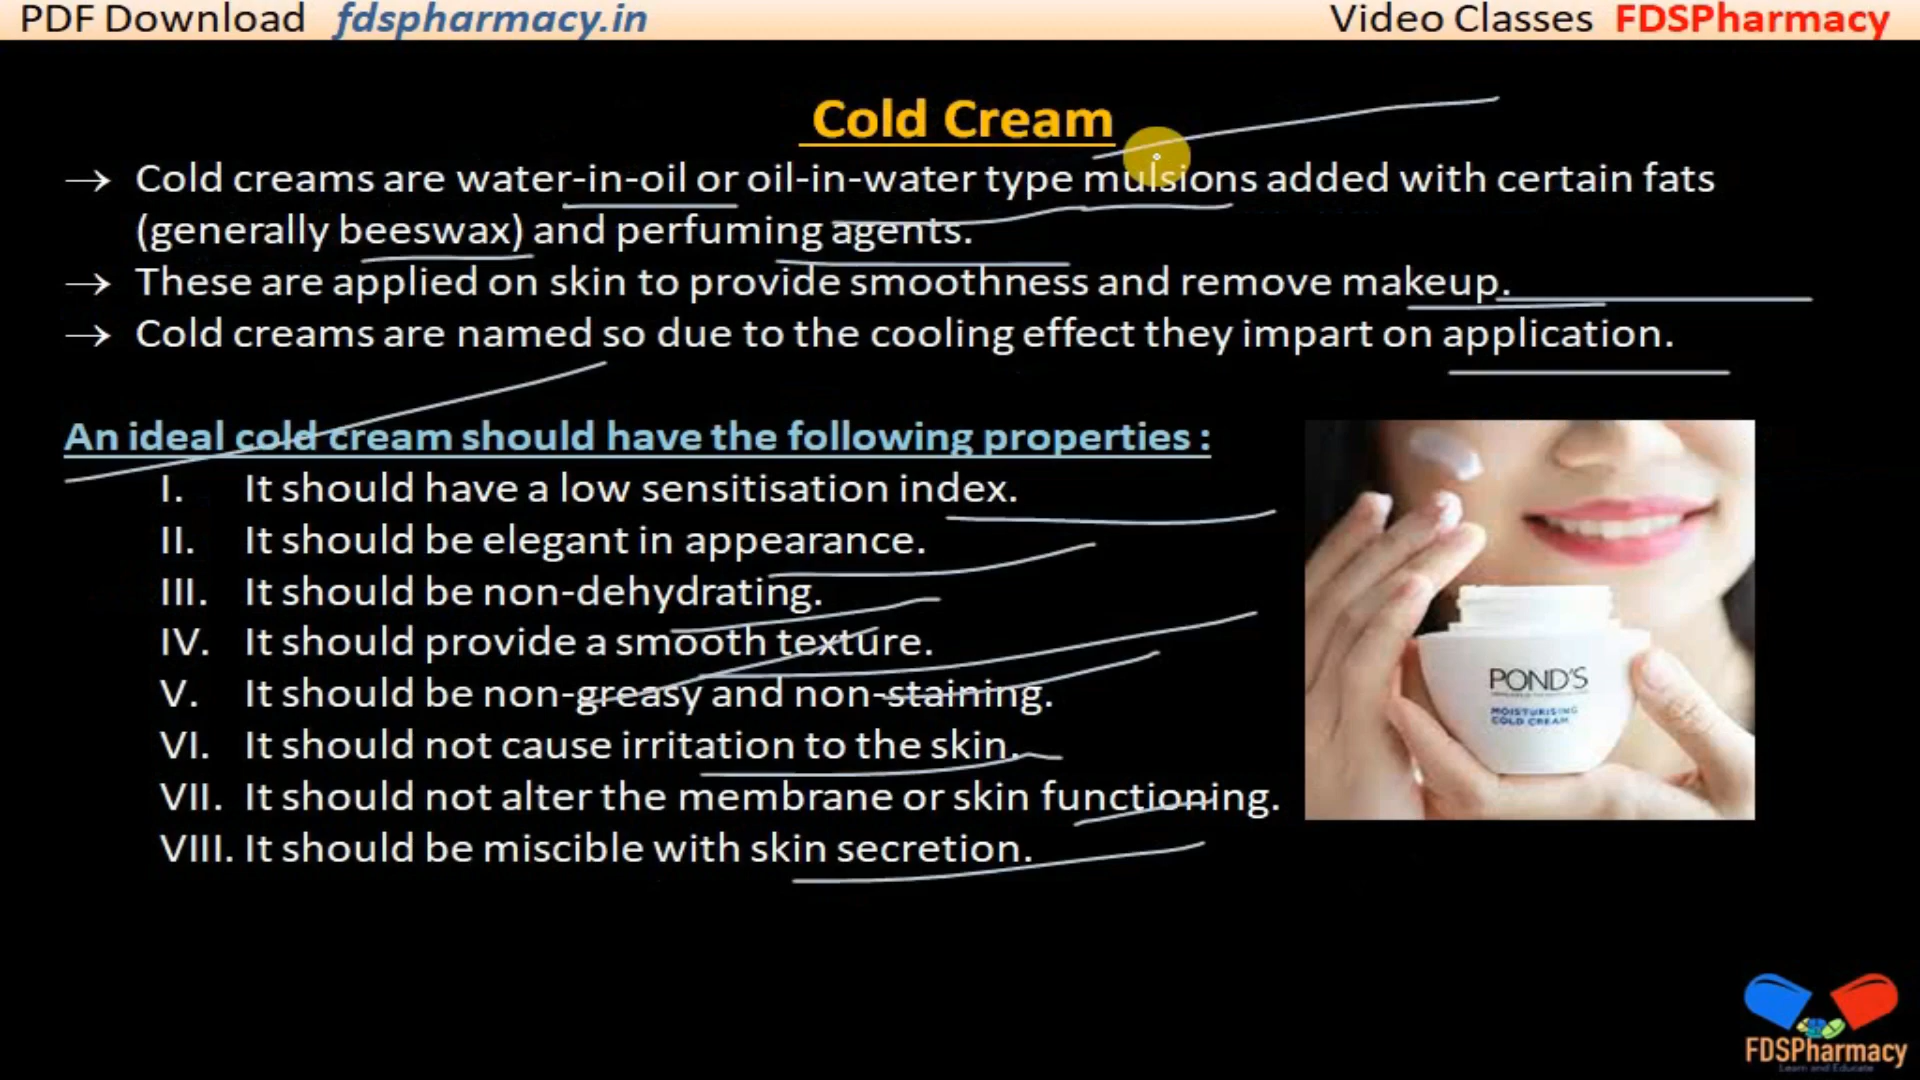 PDF Download fdspharmacy.in Video Classes FDSPharmacy
Cold Cream
→ Cold creams are water-in-oil or oil-in-water type mulsions added with certain fats
(generally beeswax) and perfuming agents.
→ These are applied on skin to provide smoothness and remove makeup.
→ Cold creams are named so due to the cooling effect they impart on application.
An ideal cold cream should have the following properties :
I. It should have a low sensitisation index.
II. It should be elegant in appearance.
III. It should be non-dehydrating.
IV. It should provide a smooth texture.
V. It should be non-greasy and non-staining.
VI. It should not cause irritation to the skin.
VII. It should not alter the membrane or skin functioning.
VIII. It should be miscible with skin secretion.
POND'S
MOISTURISING
COLD CREAM
FDSPharmacy
Learn and Educate